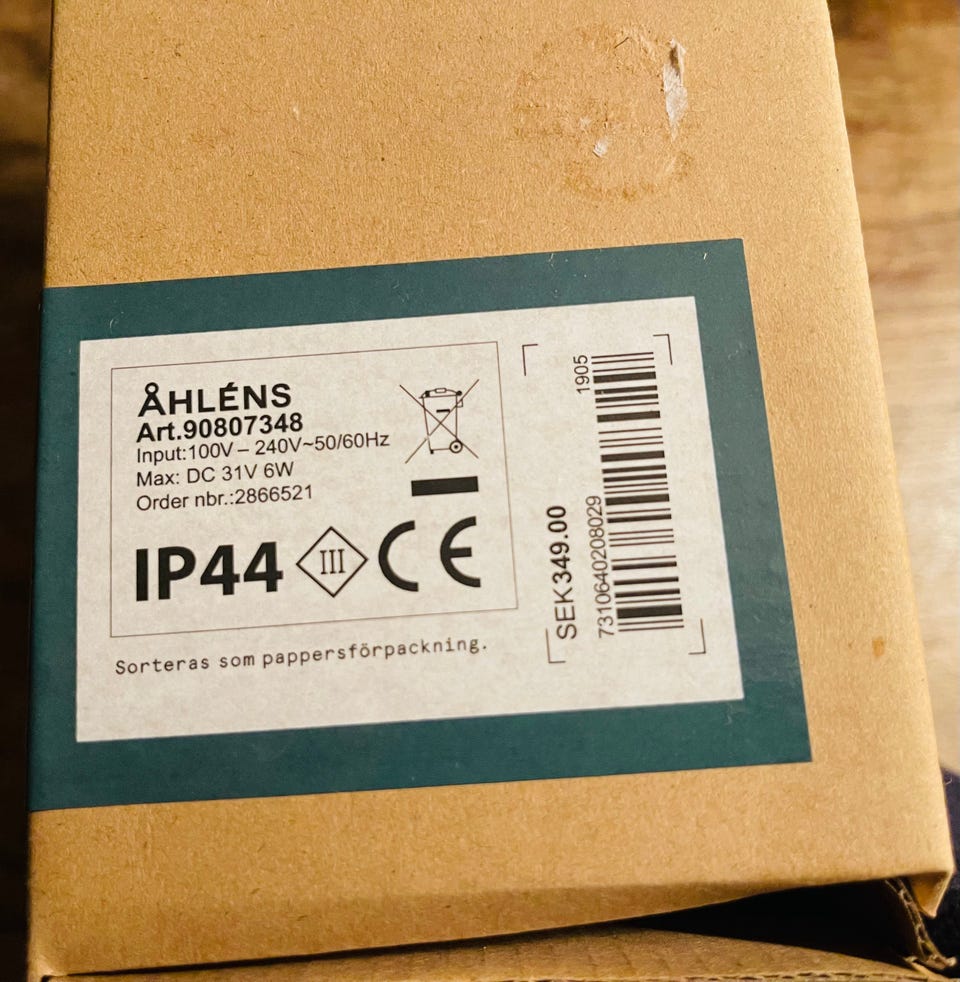 ÅHLÉNS
Art.90807348
Input:100V – 240V~50/60Hz
Max: DC 31V 6W
Order nbr.:2866521
IP44 III CE
Sorteras som pappersförpackning.
SEK349.00
7310640208029
1905